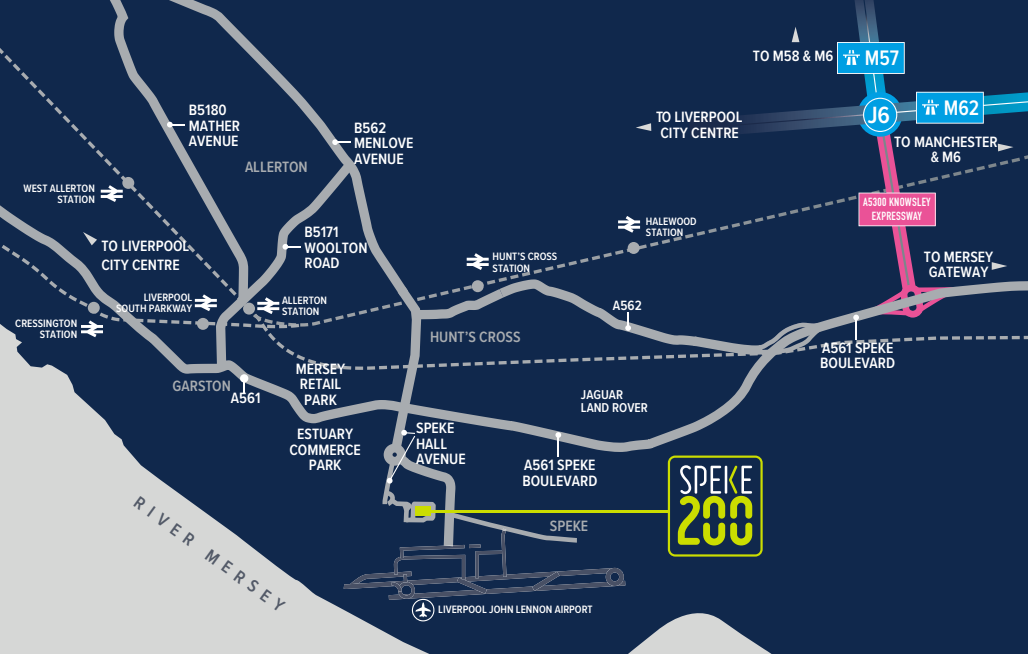 TO M58 & M6
M57
J6
M62
TO LIVERPOOL
CITY CENTRE
TO MANCHESTER
& M6
B5180
MATHER
AVENUE
B562
MENLOVE
AVENUE
ALLERTON
WEST ALLERTON
STATION
A5300 KNOWSLEY
EXPRESSWAY
HALEWOOD
STATION
B5171
WOOLTON
ROAD
TO LIVERPOOL
CITY CENTRE
HUNT'S CROSS
STATION
TO MERSEY
GATEWAY
LIVERPOOL
SOUTH PARKWAY
ALLERTON
STATION
A562
CRESSINGTON
STATION
HUNT'S CROSS
A561 SPEKE
BOULEVARD
MERSEY
RETAIL
PARK
GARSTON
A561
JAGUAR
LAND ROVER
ESTUARY
COMMERCE
PARK
SPEKE
HALL
AVENUE
A561 SPEKE
BOULEVARD
SPEKE
200
SPEKE
RIVER MERSEY
LIVERPOOL JOHN LENNON AIRPORT